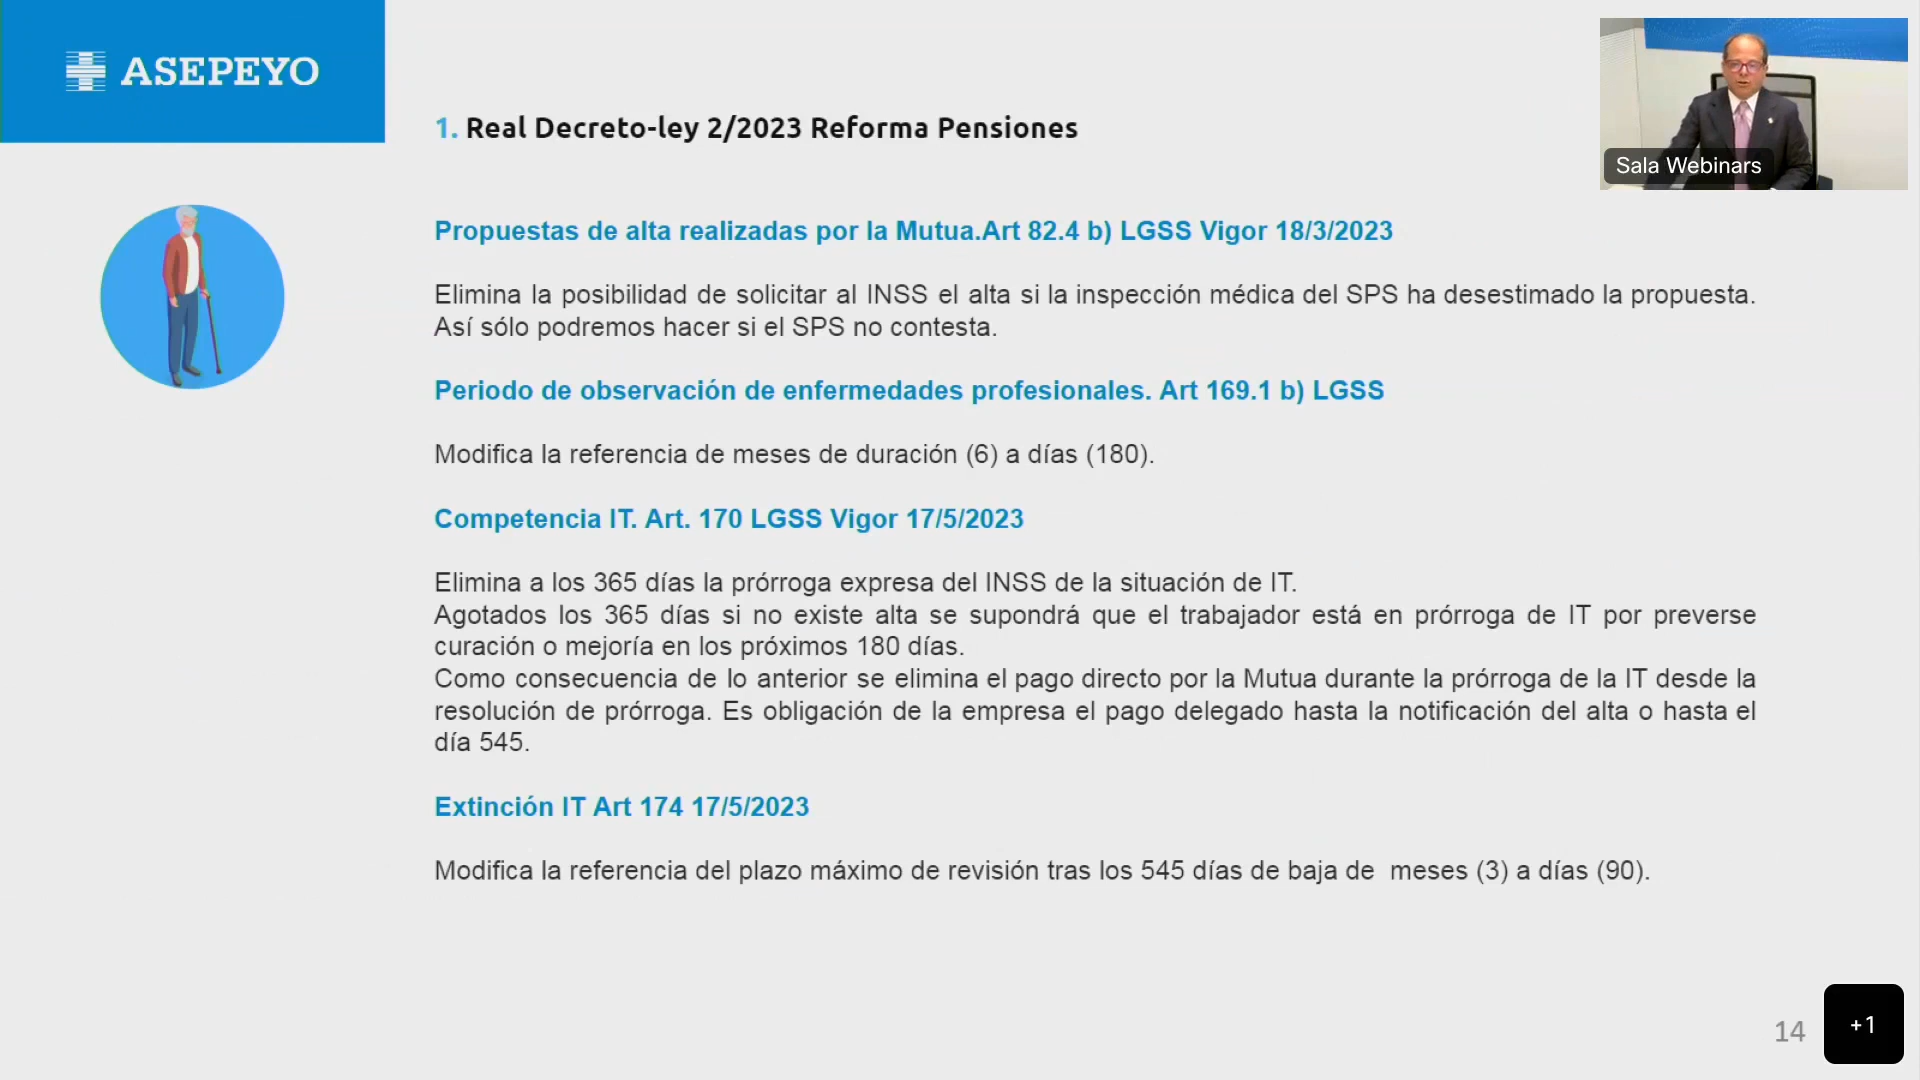 ASEPEYO
1. Real Decreto-ley 2/2023 Reforma Pensiones
Sala Webinars
Propuestas de alta realizadas por la Mutua.Art 82.4 b) LGSS Vigor 18/3/2023
Elimina la posibilidad de solicitar al INSS el alta si la inspección médica del SPS ha desestimado la propuesta.
Así sólo podremos hacer si el SPS no contesta.
Periodo de observación de enfermedades profesionales. Art 169.1 b) LGSS
Modifica la referencia de meses de duración (6) a días (180).
Competencia IT. Art. 170 LGSS Vigor 17/5/2023
Elimina a los 365 días la prórroga expresa del INSS de la situación de IT.
Agotados los 365 días si no existe alta se supondrá que el trabajador está en prórroga de IT por preverse
curación o mejoría en los próximos 180 días.
Como consecuencia de lo anterior se elimina el pago directo por la Mutua durante la prórroga de la IT desde la
resolución de prórroga. Es obligación de la empresa el pago delegado hasta la notificación del alta o hasta el
día 545.
Extinción IT Art 174 17/5/2023
Modifica la referencia del plazo máximo de revisión tras los 545 días de baja de  meses (3) a días (90).
14
+1